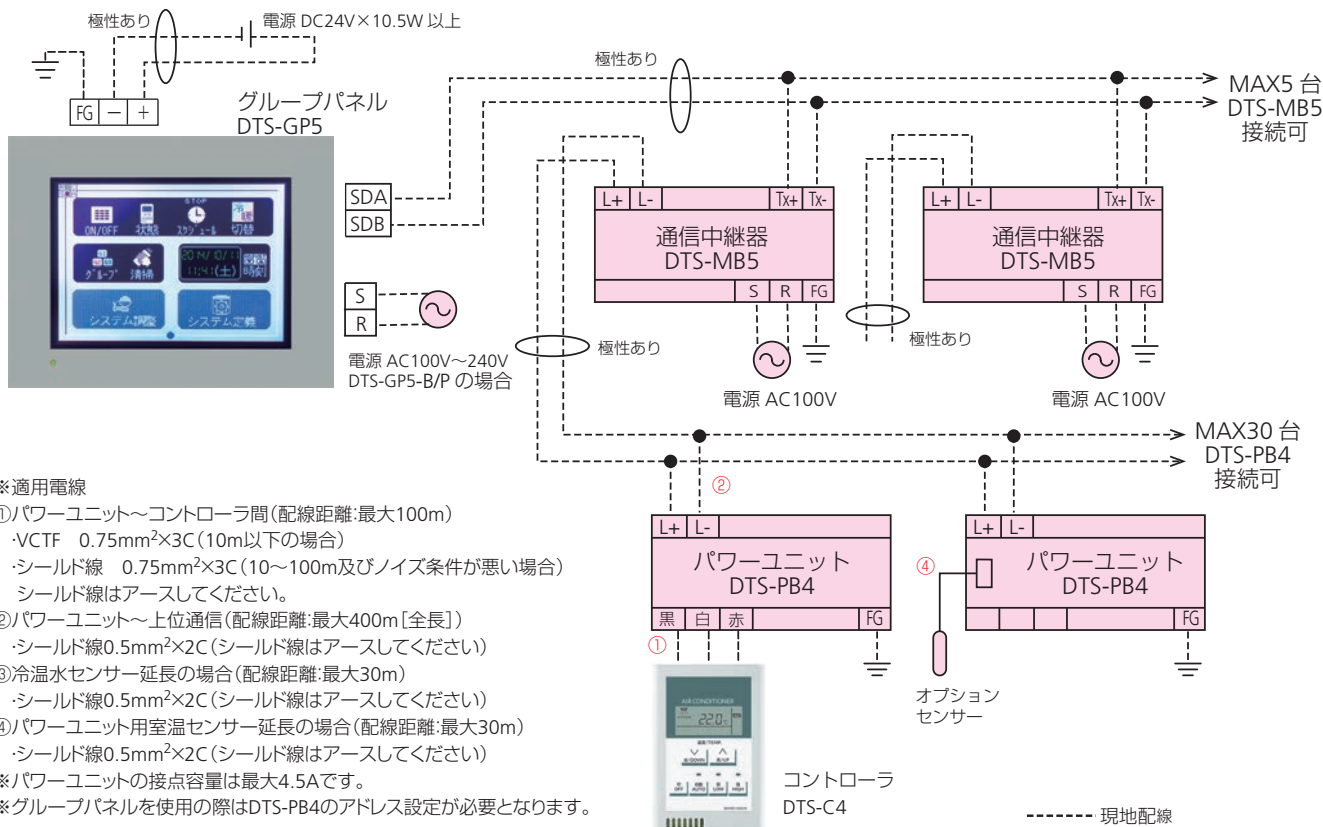 極性あり
電源 DC24V×10.5W 以上
FG － ＋
グループパネル
DTS-GP5
STOP
ON/OFF 状態 スケジュール 切替
グループ 清掃 2014/10/11 11:41(土) 時刻
システム調整 システム定義
SDA
SDB
S
R
電源 AC100V～240V
DTS-GP5-B/P の場合
極性あり
MAX5 台
DTS-MB5
接続可
L+ L- Tx+ Tx-
通信中継器
DTS-MB5
S R FG
極性あり
電源 AC100V
L+ L- Tx+ Tx-
通信中継器
DTS-MB5
S R FG
極性あり
電源 AC100V
MAX30 台
DTS-PB4
接続可
②
L+ L-
パワーユニット
DTS-PB4
黒 白 赤 FG
①
L+ L-
④
パワーユニット
DTS-PB4
FG
オプション
センサー
AIR CONDITIONER
22.0
温度/TEMP.
DOWN UP
OFF AUTO LOW HIGH
コントローラ
DTS-C4
現地配線
※適用電線
①パワーユニット～コントローラ間(配線距離:最大100m)
・VCTF 0.75mm²×3C(10m以下の場合)
・シールド線 0.75mm²×3C(10～100m及びノイズ条件が悪い場合)
シールド線はアースしてください。
②パワーユニット～上位通信(配線距離:最大400m[全長])
・シールド線0.5mm²×2C(シールド線はアースしてください)
③冷温水センサー延長の場合(配線距離:最大30m)
・シールド線0.5mm²×2C(シールド線はアースしてください)
④パワーユニット用室温センサー延長の場合(配線距離:最大30m)
・シールド線0.5mm²×2C(シールド線はアースしてください)
※パワーユニットの接点容量は最大4.5Aです。
※グループパネルを使用の際はDTS-PB4のアドレス設定が必要となります。